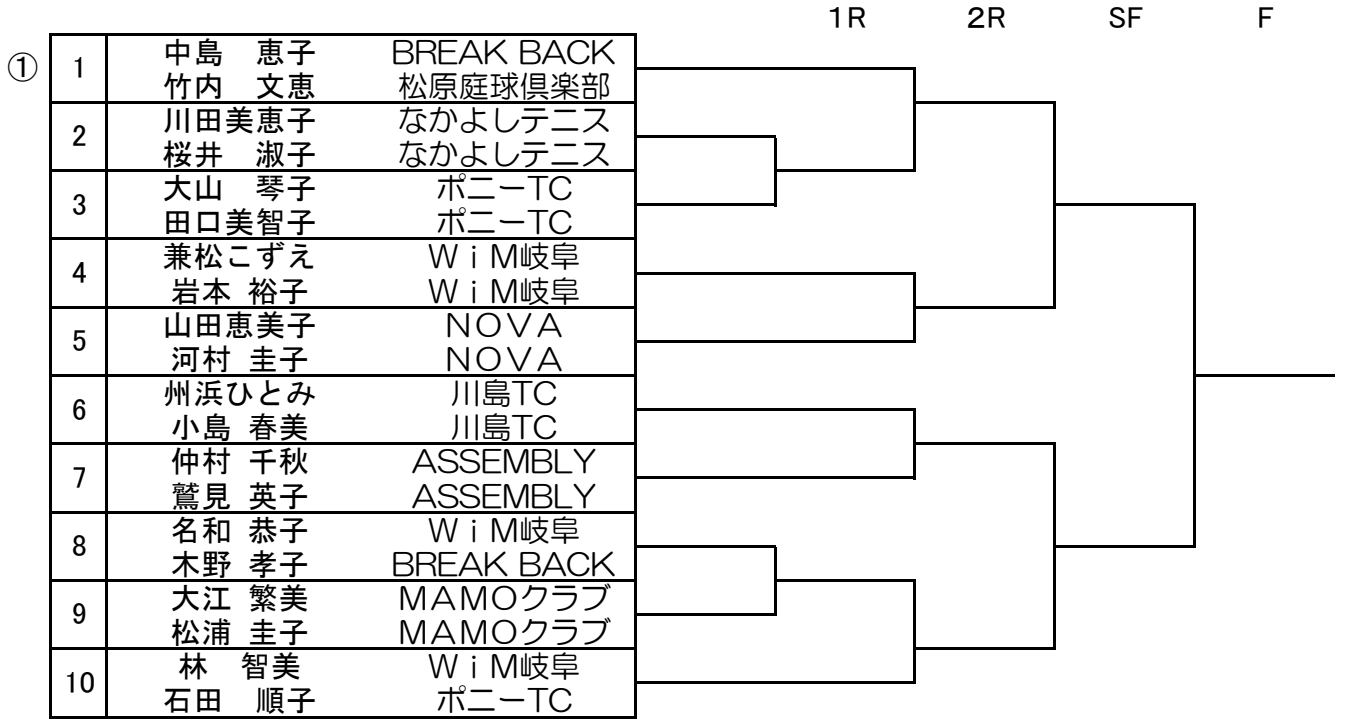 1R 2R SF F
① 1 中島 恵子 BREAK BACK
竹内 文恵 松原庭球倶楽部
2 川田美恵子 なかよしテニス
桜井 淑子 なかよしテニス
3 大山 琴子 ポニーTC
田口美智子 ポニーTC
4 兼松こずえ WiM岐阜
岩本 裕子 WiM岐阜
5 山田恵美子 NOVA
河村 圭子 NOVA
6 州浜ひとみ 川島TC
小島 春美 川島TC
7 仲村 千秋 ASSEMBLY
鷲見 英子 ASSEMBLY
8 名和 恭子 WiM岐阜
木野 孝子 BREAK BACK
9 大江 繁美 MAMOクラブ
松浦 圭子 MAMOクラブ
10 林 智美 WiM岐阜
石田 順子 ポニーTC